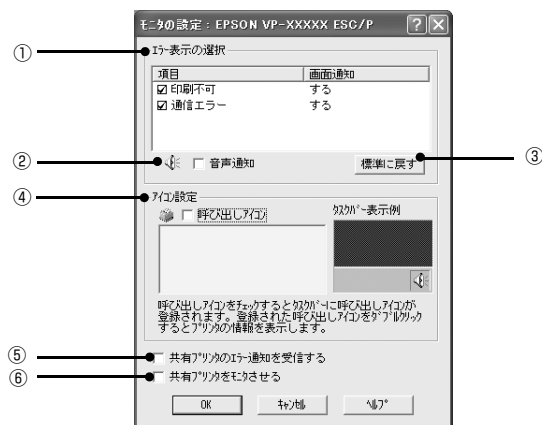 モニタの設定：EPSON VP-XXXXX ESC/P
①
エラー表示の選択
項目 画面通知
印刷不可 する
通信エラー する
②
音声通知
標準に戻す
③
④
アイコン設定
呼び出しアイコン
タスクバー表示例
呼び出しアイコンをチェックするとタスクバーに呼び出しアイコンが
登録されます。登録された呼び出しアイコンをダブルクリック
するとプリンタの情報を表示します。
⑤
共有プリンタのエラー通知を受信する
⑥
共有プリンタをモニタさせる
OK キャンセル ヘルプ